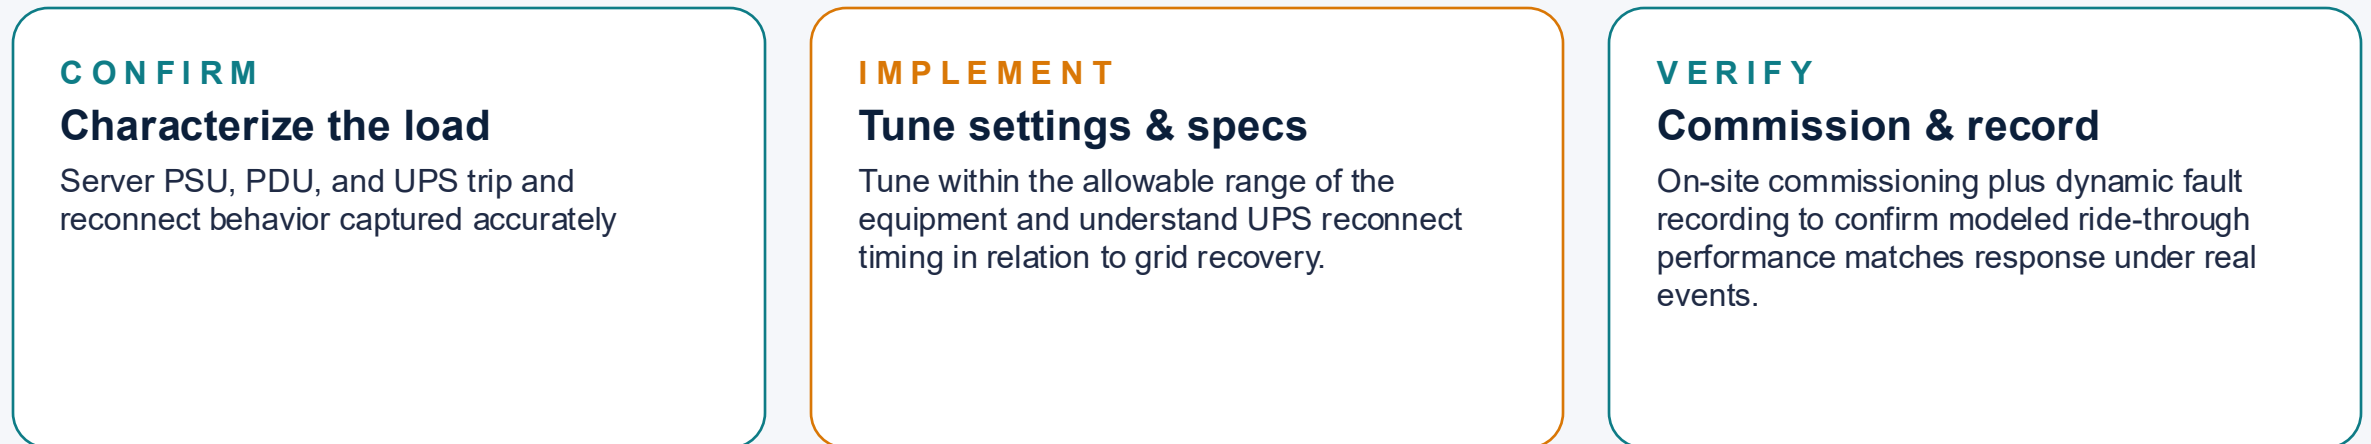 CONFIRM
Characterize the load
Server PSU, PDU, and UPS trip and
reconnect behavior captured accurately
IMPLEMENT
Tune settings & specs
Tune within the allowable range of the
equipment and understand UPS reconnect
timing in relation to grid recovery.
VERIFY
Commission & record
On-site commissioning plus dynamic fault
recording to confirm modeled ride-through
performance matches response under real
events.